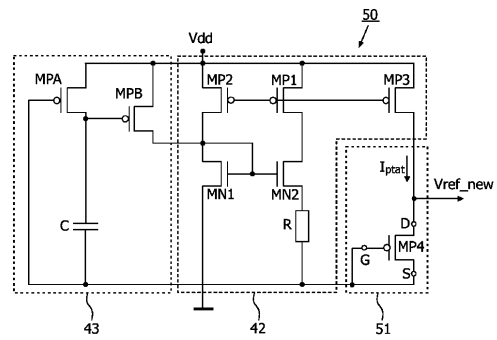 50
Vdd
MPA
MPB
MP2
MP1
MP3
Iptat
Vref_new
MN1
MN2
C
R
D
MP4
G
S
43
42
51